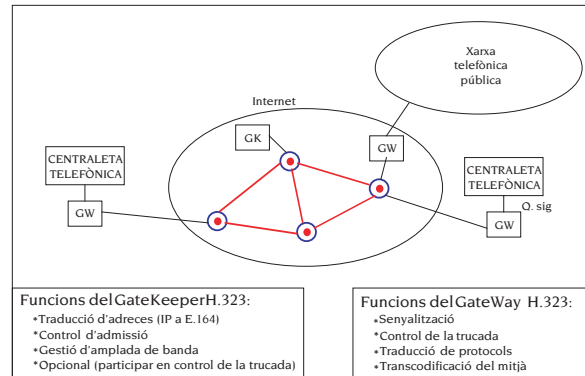 Xarxa
telefònica
pública
Internet
GK
GW
CENTRALETA
TELEFÒNICA
GW
CENTRALETA
TELEFÒNICA
Q. sig
GW
Funcions del GateKeeper H.323:
*Traducció d'adreces (IP a E.164)
*Control d'admissió
*Gestió d'amplada de banda
*Opcional (participar en control de la trucada)
Funcions del GateWay H.323:
*Senyalització
*Control de la trucada
*Traducció de protocols
*Transcodificació del mitjà